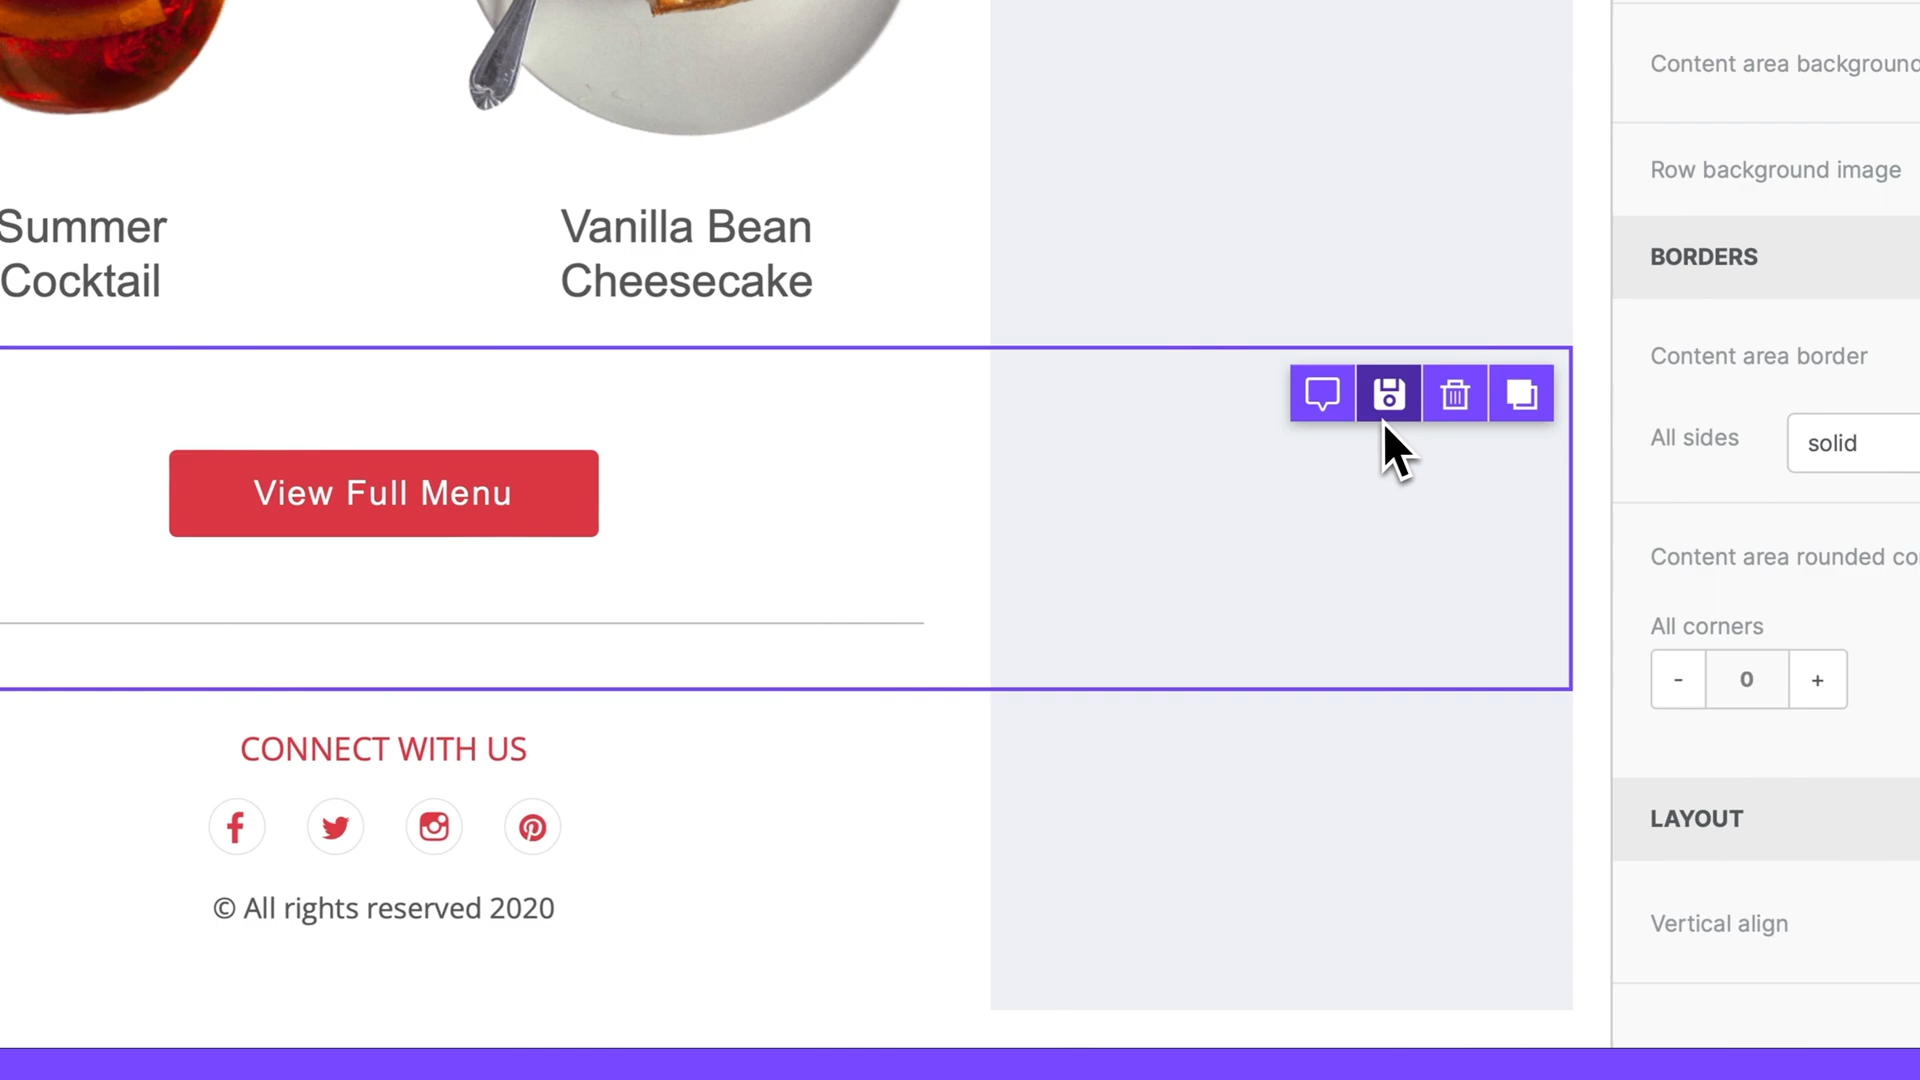 Summer
Cocktail
Vanilla Bean
Cheesecake
View Full Menu
CONNECT WITH US
© All rights reserved 2020
Content area background
Row background image
BORDERS
Content area border
All sides
solid
Content area rounded co
All corners
- 0 +
LAYOUT
Vertical align